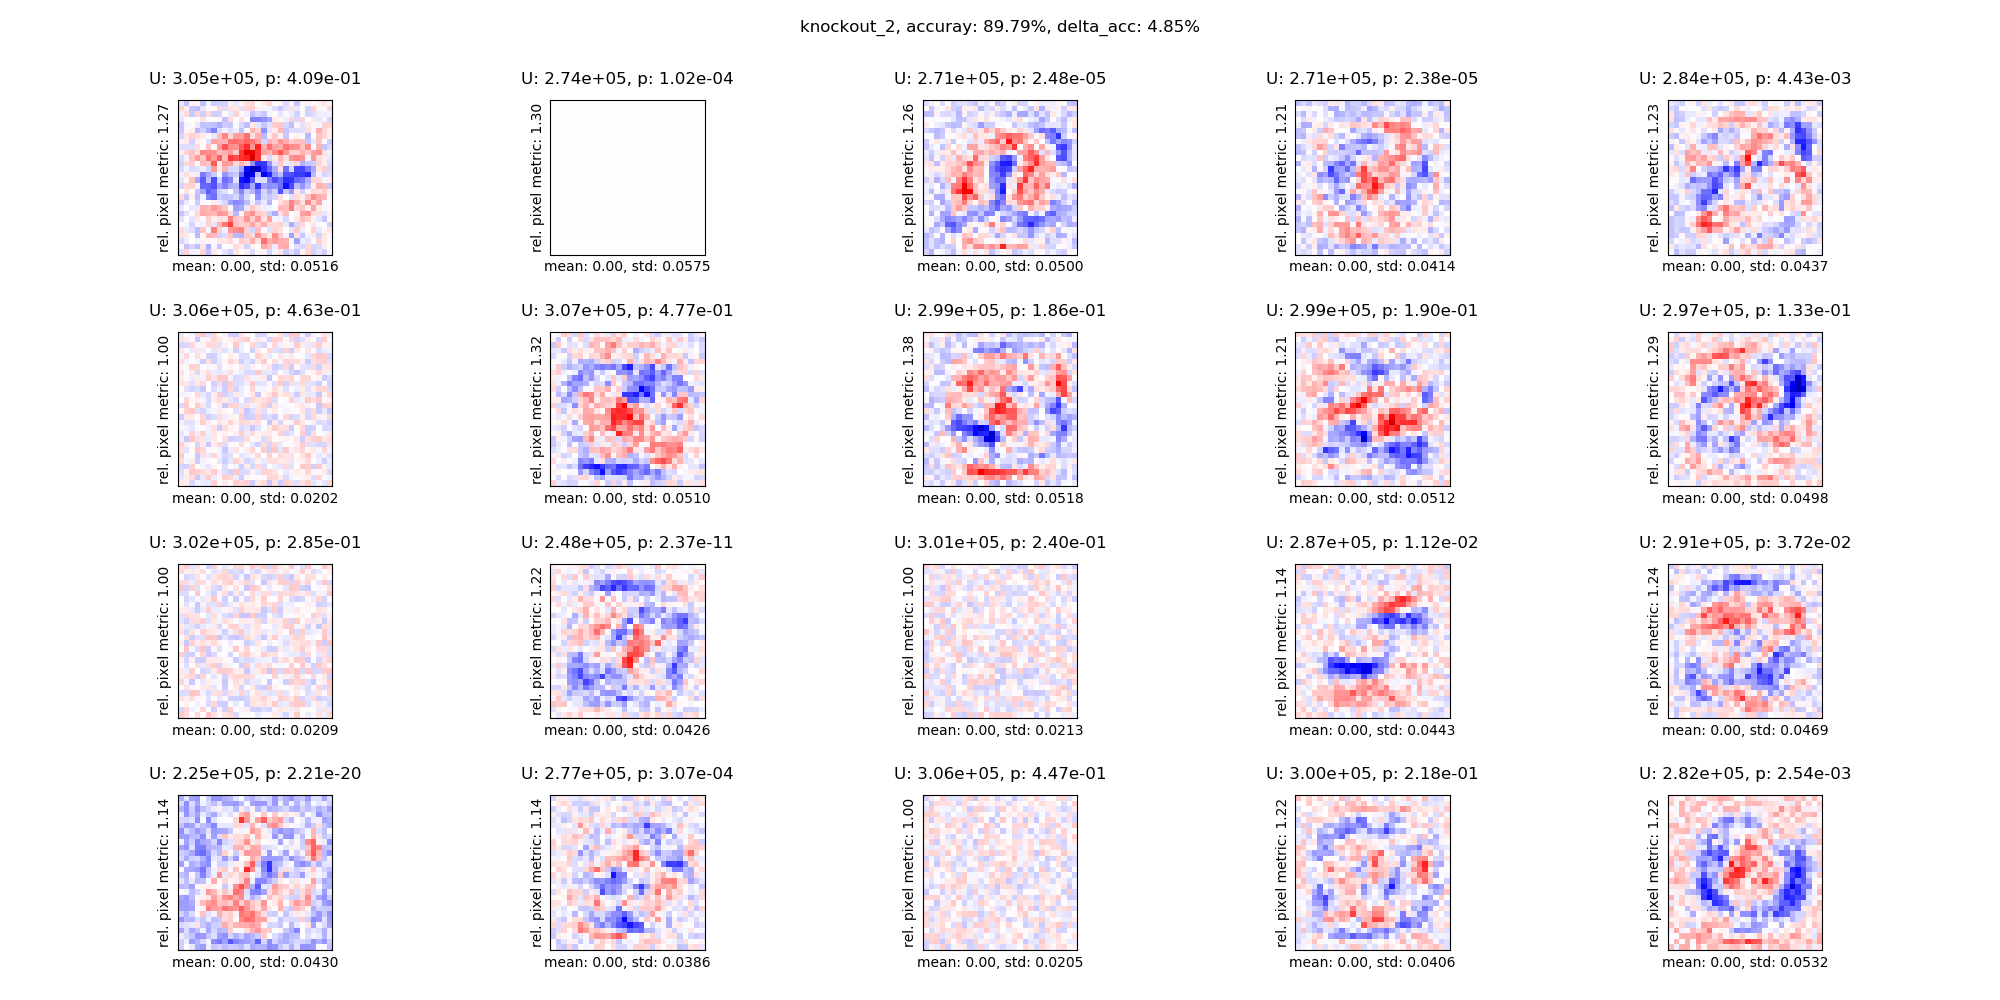 knockout_2, accuray: 89.79%, delta_acc: 4.85%
U: 3.05e+05, p: 4.09e-01
rel. pixel metric: 1.27
mean: 0.00, std: 0.0516
U: 2.74e+05, p: 1.02e-04
rel. pixel metric: 1.30
mean: 0.00, std: 0.0575
U: 2.71e+05, p: 2.48e-05
rel. pixel metric: 1.26
mean: 0.00, std: 0.0500
U: 2.71e+05, p: 2.38e-05
rel. pixel metric: 1.21
mean: 0.00, std: 0.0414
U: 2.84e+05, p: 4.43e-03
rel. pixel metric: 1.23
mean: 0.00, std: 0.0437
U: 3.06e+05, p: 4.63e-01
rel. pixel metric: 1.00
mean: 0.00, std: 0.0202
U: 3.07e+05, p: 4.77e-01
rel. pixel metric: 1.32
mean: 0.00, std: 0.0510
U: 2.99e+05, p: 1.86e-01
rel. pixel metric: 1.38
mean: 0.00, std: 0.0518
U: 2.99e+05, p: 1.90e-01
rel. pixel metric: 1.21
mean: 0.00, std: 0.0512
U: 2.97e+05, p: 1.33e-01
rel. pixel metric: 1.29
mean: 0.00, std: 0.0498
U: 3.02e+05, p: 2.85e-01
rel. pixel metric: 1.00
mean: 0.00, std: 0.0209
U: 2.48e+05, p: 2.37e-11
rel. pixel metric: 1.22
mean: 0.00, std: 0.0426
U: 3.01e+05, p: 2.40e-01
rel. pixel metric: 1.00
mean: 0.00, std: 0.0213
U: 2.87e+05, p: 1.12e-02
rel. pixel metric: 1.14
mean: 0.00, std: 0.0443
U: 2.91e+05, p: 3.72e-02
rel. pixel metric: 1.24
mean: 0.00, std: 0.0469
U: 2.25e+05, p: 2.21e-20
rel. pixel metric: 1.14
mean: 0.00, std: 0.0430
U: 2.77e+05, p: 3.07e-04
rel. pixel metric: 1.14
mean: 0.00, std: 0.0386
U: 3.06e+05, p: 4.47e-01
rel. pixel metric: 1.00
mean: 0.00, std: 0.0205
U: 3.00e+05, p: 2.18e-01
rel. pixel metric: 1.22
mean: 0.00, std: 0.0406
U: 2.82e+05, p: 2.54e-03
rel. pixel metric: 1.22
mean: 0.00, std: 0.0532